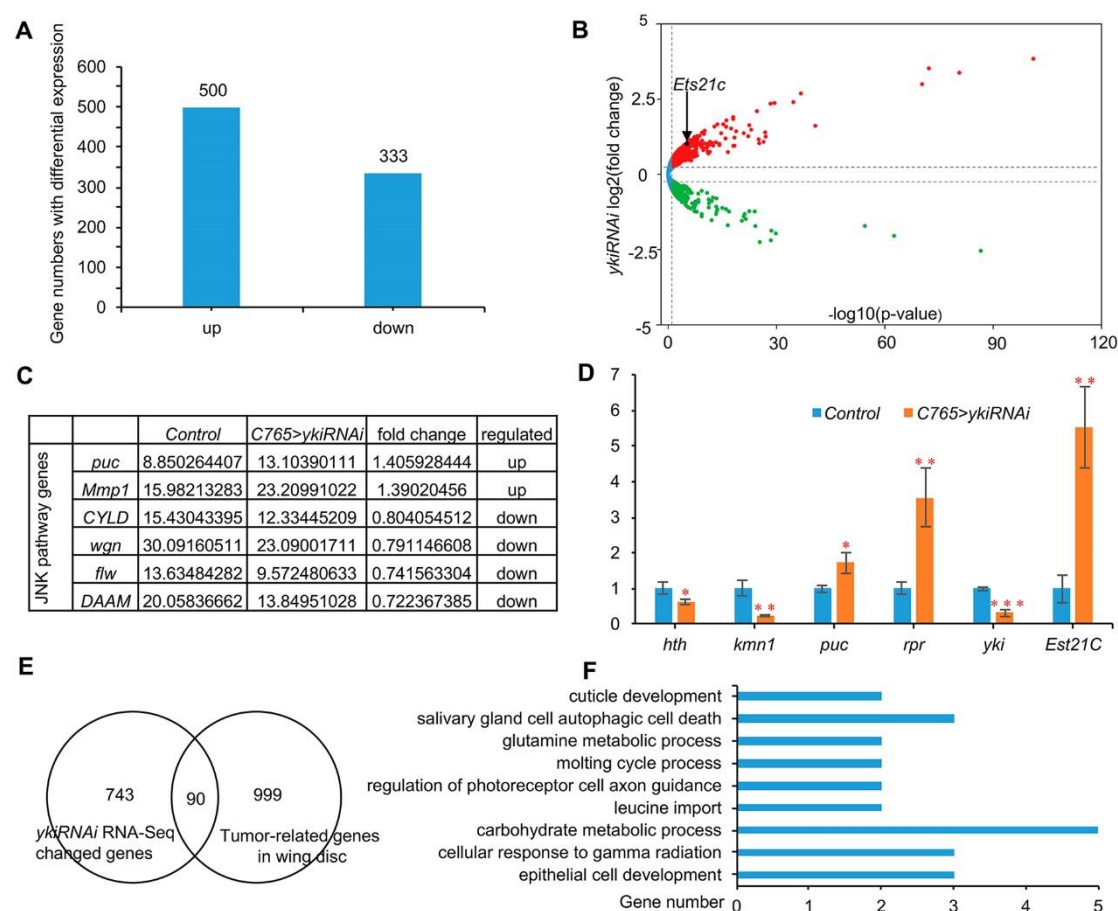 A
Gene numbers with differential expression
600
500
400
300
200
100
0
500
333
up
down
B
ykiRNAi log2(fold change)
5
2.5
0
-2.5
-5
Ets21c
-log10(p-value)
0
30
60
90
120
C
JNK pathway genes
Control C765>ykiRNAi fold change regulated
puc 8.850264407 13.10390111 1.405928444 up
Mmp1 15.98213283 23.20991022 1.39020456 up
CYLD 15.43043395 12.33445209 0.804054512 down
wgn 30.09160511 23.09001711 0.791146608 down
flw 13.63484282 9.572480633 0.741563304 down
DAAM 20.05836662 13.84951028 0.722367385 down
D
7
6
5
4
3
2
1
0
Control C765>ykiRNAi
*
**
*
**
***
**
hth kmn1 puc rpr yki Est21C
E
743
90
999
ykiRNAi RNA-Seq
changed genes
Tumor-related genes
in wing disc
F
cuticle development
salivary gland cell autophagic cell death
glutamine metabolic process
molting cycle process
regulation of photoreceptor cell axon guidance
leucine import
carbohydrate metabolic process
cellular response to gamma radiation
epithelial cell development
Gene number 0 1 2 3 4 5